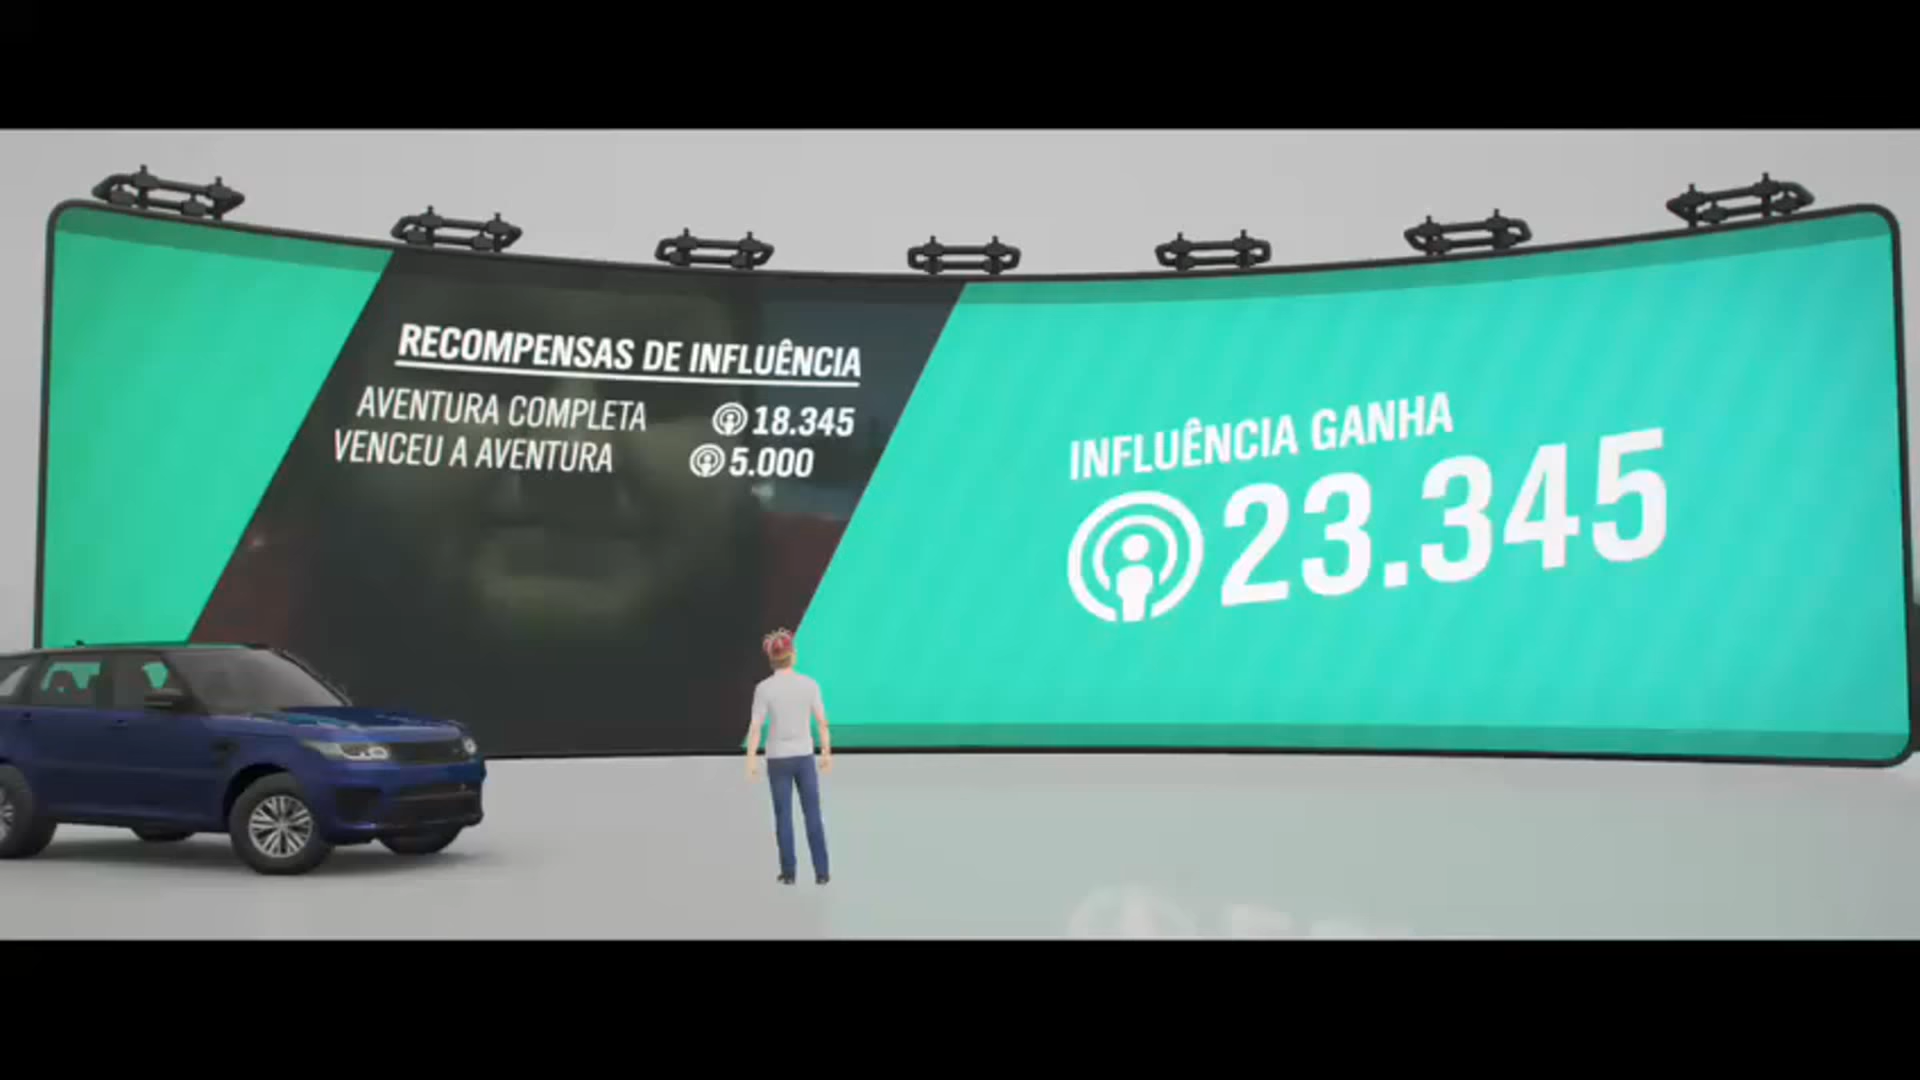 RECOMPENSAS DE INFLUÊNCIA
AVENTURA COMPLETA 18.345
VENCEU A AVENTURA 5.000
INFLUÊNCIA GANHA
23.345